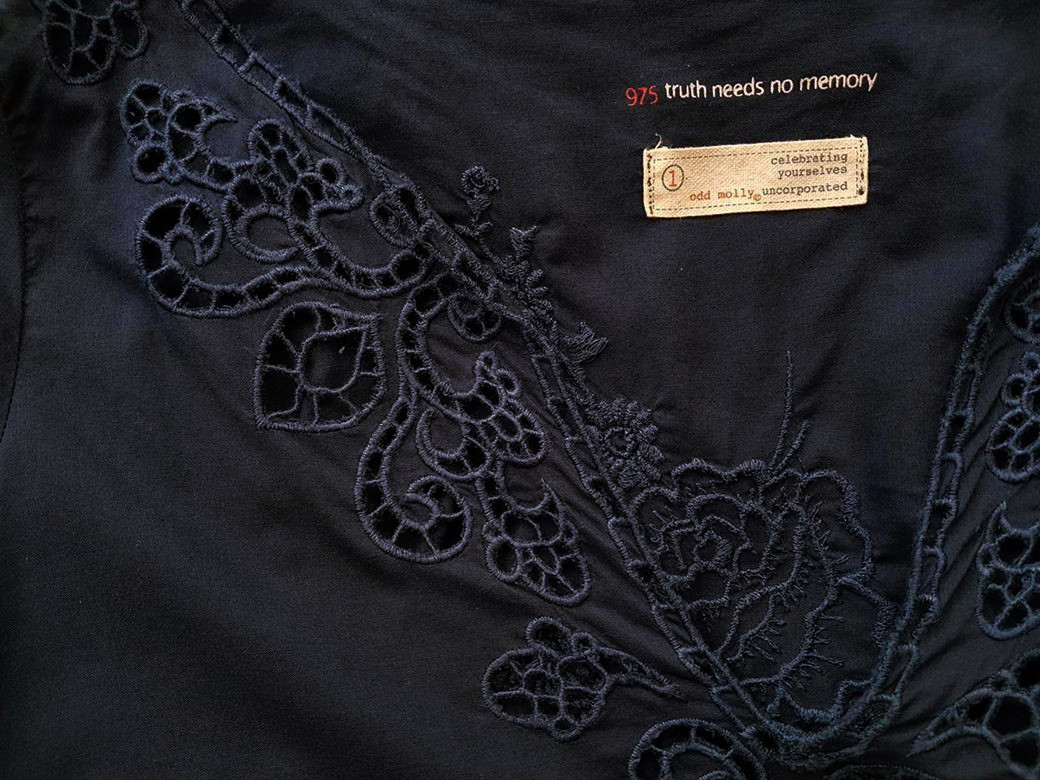 975 truth needs no memory
celebrating
yourselves
1
odd molly© uncorporated